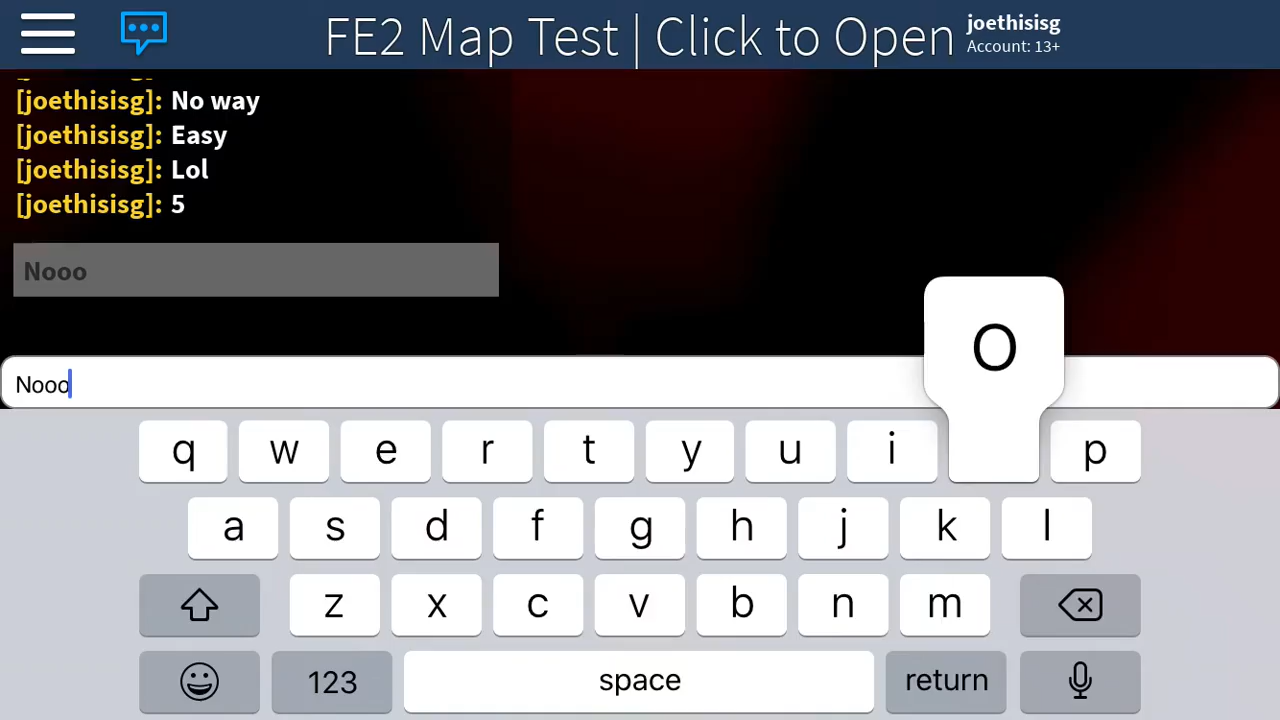 FE2 Map Test | Click to Open
joethisisg
Account: 13+
[joethisisg]: No way
[joethisisg]: Easy
[joethisisg]: Lol
[joethisisg]: 5
Nooo
Nooo
O
q w e r t y u i p
a s d f g h j k l
z x c v b n m
123 space return